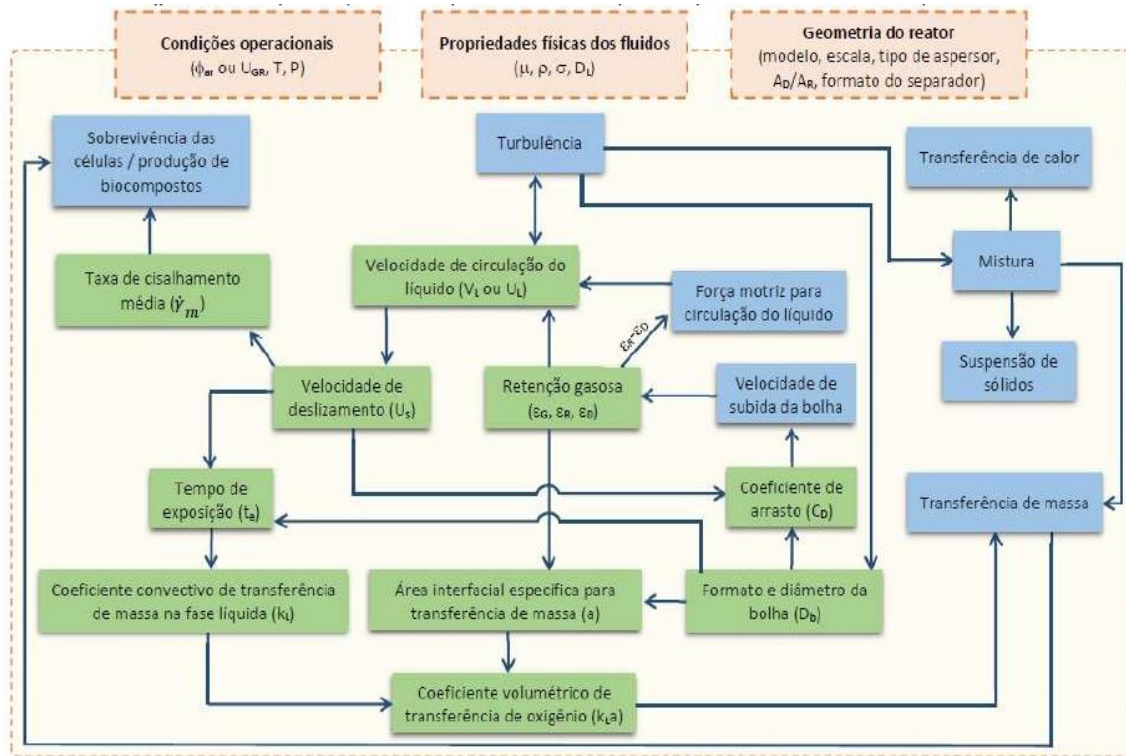 Condições operacionais
(ϕar ou UGR, T, P)
Propriedades físicas dos fluidos
(μ, ρ, σ, DL)
Geometria do reator
(modelo, escala, tipo de aspersor,
AD/AR, formato do separador)
Sobrevivência das
células / produção de
biocompostos
Turbulência
Transferência de calor
Taxa de cisalhamento
média (γ̇m)
Velocidade de circulação do
líquido (VL ou UL)
Força motriz para
circulação do líquido
Mistura
εR-εD
Suspensão de
sólidos
Velocidade de
deslizamento (Us)
Retenção gasosa
(εG, εR, εD)
Velocidade de
subida da bolha
Tempo de
exposição (te)
Coeficiente de
arrasto (CD)
Transferência de massa
Coeficiente convectivo de transferência
de massa na fase líquida (kL)
Área interfacial específica para
transferência de massa (a)
Formato e diâmetro da
bolha (Db)
Coeficiente volumétrico de
transferência de oxigênio (kLa)